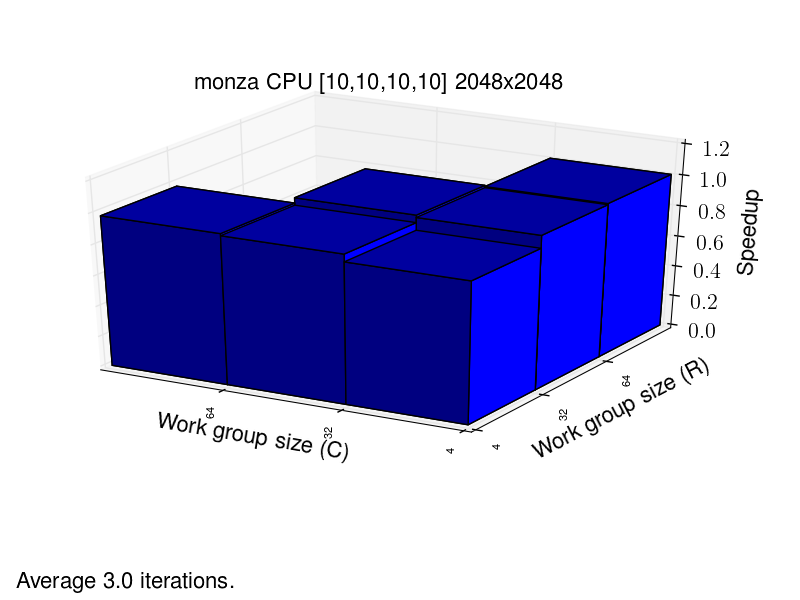 monza CPU [10,10,10,10] 2048x2048
1.2
1.0
0.8
0.6
0.4
0.2
0.0
Speedup
64
32
4
Work group size (C)
4
32
64
Work group size (R)
Average 3.0 iterations.